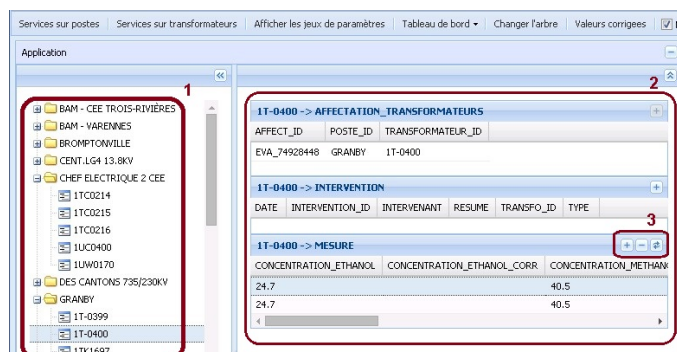 Services sur postes Services sur transformateurs Afficher les jeux de paramètres Tableau de bord Changer l'arbre Valeurs corrigees
Application
1
2
BAM - CEE TROIS-RIVIÈRES
BAM - VARENNES
BROMPTONVILLE
CENT.LG4 13.8KV
CHEF ELECTRIQUE 2 CEE
1TC0214
1TC0215
1TC0216
1UC0400
1UW0170
DES CANTONS 735/230KV
GRANBY
1T-0399
1T-0400
1TK1697
1T-0400 -> AFFECTATION_TRANSFORMATEURS
AFFECT_ID POSTE_ID TRANSFORMATEUR_ID
EVA_74928448 GRANBY 1T-0400
1T-0400 -> INTERVENTION
DATE INTERVENTION_ID INTERVENANT RESUME TRANSFO_ID TYPE
3
1T-0400 -> MESURE
CONCENTRATION_ETHANOL CONCENTRATION_ETHANOL_CORR CONCENTRATION_METHANO
24.7 40.5
24.7 40.5